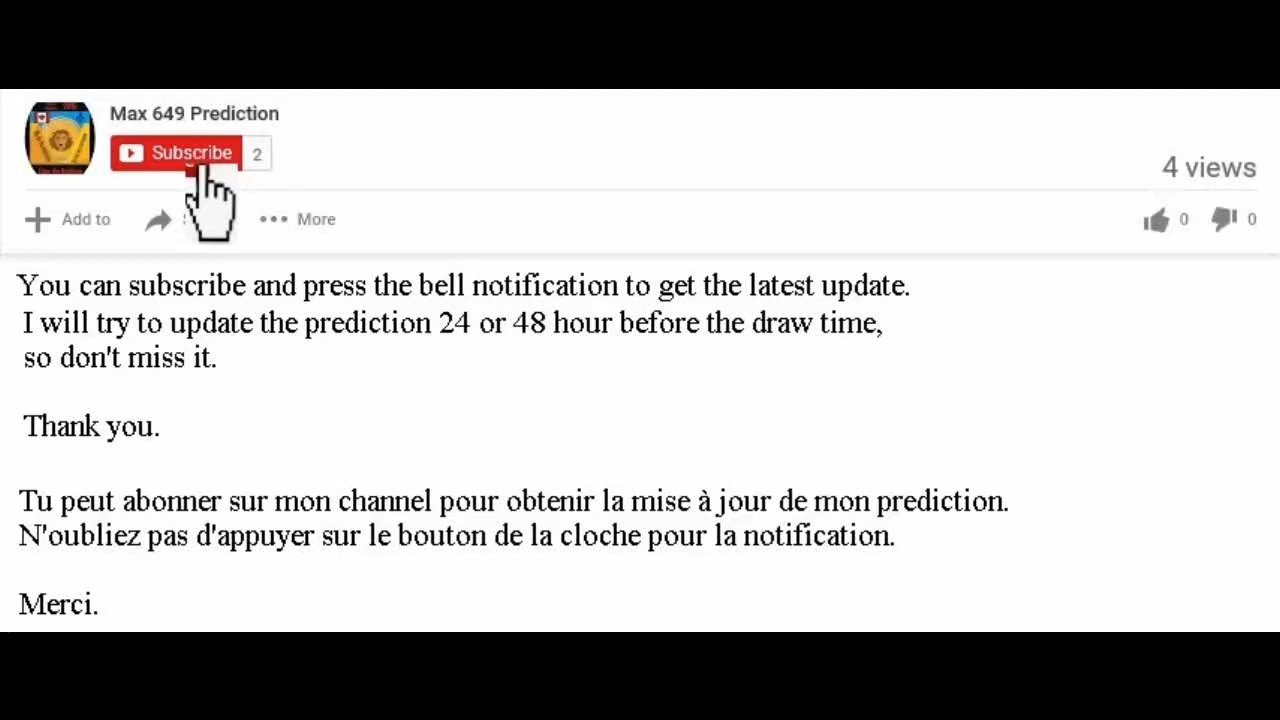 Max 649 Prediction
Subscribe 2
4 views
Add to
More
0 0
You can subscribe and press the bell notification to get the latest update.
I will try to update the prediction 24 or 48 hour before the draw time,
so don't miss it.
Thank you.
Tu peut abonner sur mon channel pour obtenir la mise à jour de mon prediction.
N'oubliez pas d'appuyer sur le bouton de la cloche pour la notification.
Merci.